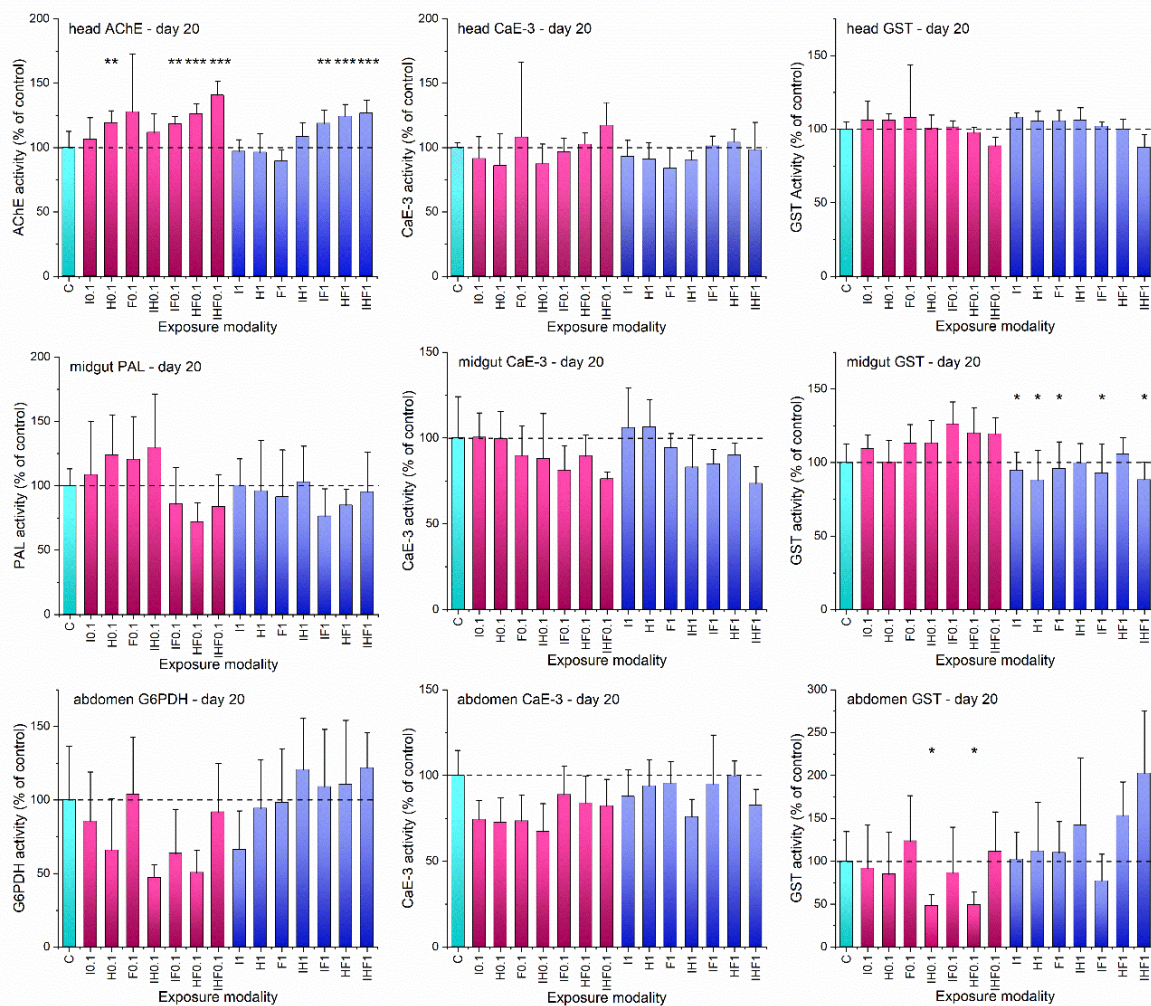 head AChE - day 20
** ** *** *** ** *** ***
200
150
100
50
0
AChE activity (% of control)
C I0.1 H0.1 F0.1 IH0.1 IF0.1 HF0.1 IHF0.1 I1 H1 F1 IH1 IF1 HF1 IHF1
Exposure modality
head CaE-3 - day 20
200
150
100
50
0
CaE-3 activity (% of control)
C I0.1 H0.1 F0.1 IH0.1 IF0.1 HF0.1 IHF0.1 I1 H1 F1 IH1 IF1 HF1 IHF1
Exposure modality
head GST - day 20
150
100
50
0
GST Activity (% of control)
C I0.1 H0.1 F0.1 IH0.1 IF0.1 HF0.1 IHF0.1 I1 H1 F1 IH1 IF1 HF1 IHF1
Exposure modality
midgut PAL - day 20
200
150
100
50
0
PAL activity (% of control)
C I0.1 H0.1 F0.1 IH0.1 IF0.1 HF0.1 IHF0.1 I1 H1 F1 IH1 IF1 HF1 IHF1
Exposure modality
midgut CaE-3 - day 20
150
100
50
0
CaE-3 activity (% of control)
C I0.1 H0.1 F0.1 IH0.1 IF0.1 HF0.1 IHF0.1 I1 H1 F1 IH1 IF1 HF1 IHF1
Exposure modality
midgut GST - day 20
* * * * *
150
100
50
0
GST activity (% of control)
C I0.1 H0.1 F0.1 IH0.1 IF0.1 HF0.1 IHF0.1 I1 H1 F1 IH1 IF1 HF1 IHF1
Exposure modality
abdomen G6PDH - day 20
150
100
50
0
G6PDH activity (% of control)
C I0.1 H0.1 F0.1 IH0.1 IF0.1 HF0.1 IHF0.1 I1 H1 F1 IH1 IF1 HF1 IHF1
Exposure modality
abdomen CaE-3 - day 20
150
100
50
0
CaE-3 activity (% of control)
C I0.1 H0.1 F0.1 IH0.1 IF0.1 HF0.1 IHF0.1 I1 H1 F1 IH1 IF1 HF1 IHF1
Exposure modality
abdomen GST - day 20
* *
300
250
200
150
100
50
0
GST activity (% of control)
C I0.1 H0.1 F0.1 IH0.1 IF0.1 HF0.1 IHF0.1 I1 H1 F1 IH1 IF1 HF1 IHF1
Exposure modality